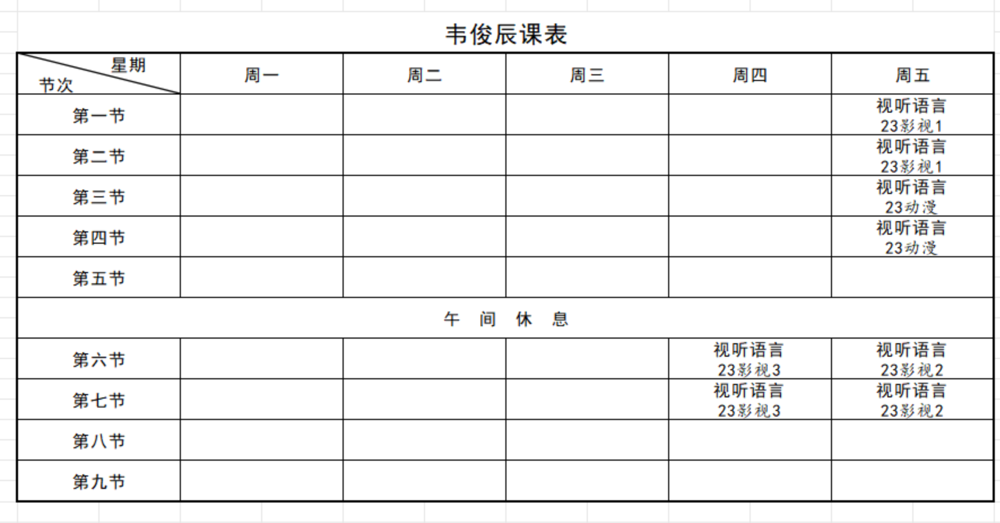 韦俊辰课表
星期
节次
周一
周二
周三
周四
周五
第一节
视听语言
23影视1
第二节
视听语言
23影视1
第三节
视听语言
23动漫
第四节
视听语言
23动漫
第五节
午 间 休 息
第六节
视听语言
23影视3
视听语言
23影视2
第七节
视听语言
23影视3
视听语言
23影视2
第八节
第九节